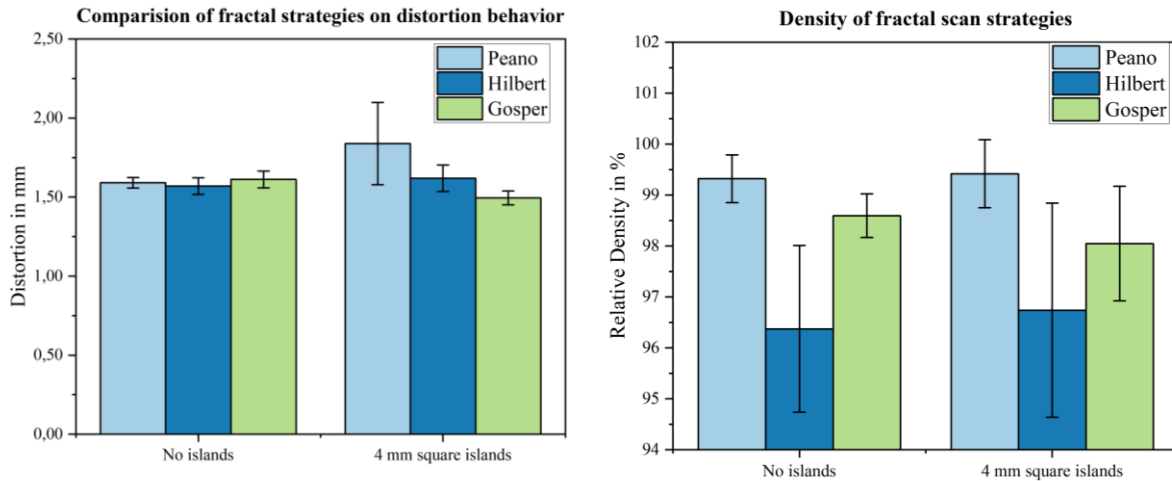 Comparision of fractal strategies on distortion behavior
2,50
2,00
1,50
1,00
0,50
0,00
Distortion in mm
Peano
Hilbert
Gosper
No islands
4 mm square islands
Density of fractal scan strategies
102
101
100
99
98
97
96
95
94
Relative Density in %
Peano
Hilbert
Gosper
No islands
4 mm square islands